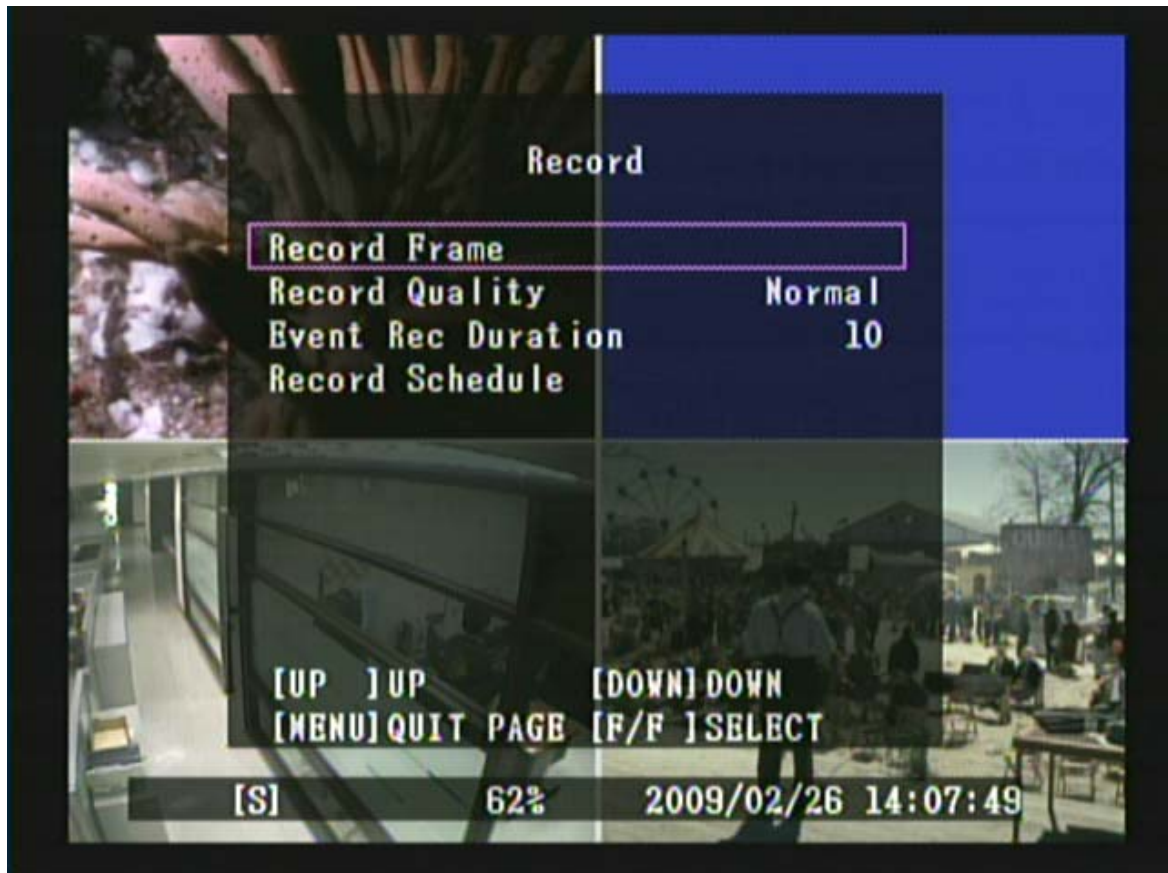 Record
Record Frame
Record Quality Normal
Event Rec Duration 10
Record Schedule
[UP ]UP [DOWN]DOWN
[MENU]QUIT PAGE [F/F ]SELECT
[S] 62% 2009/02/26 14:07:49